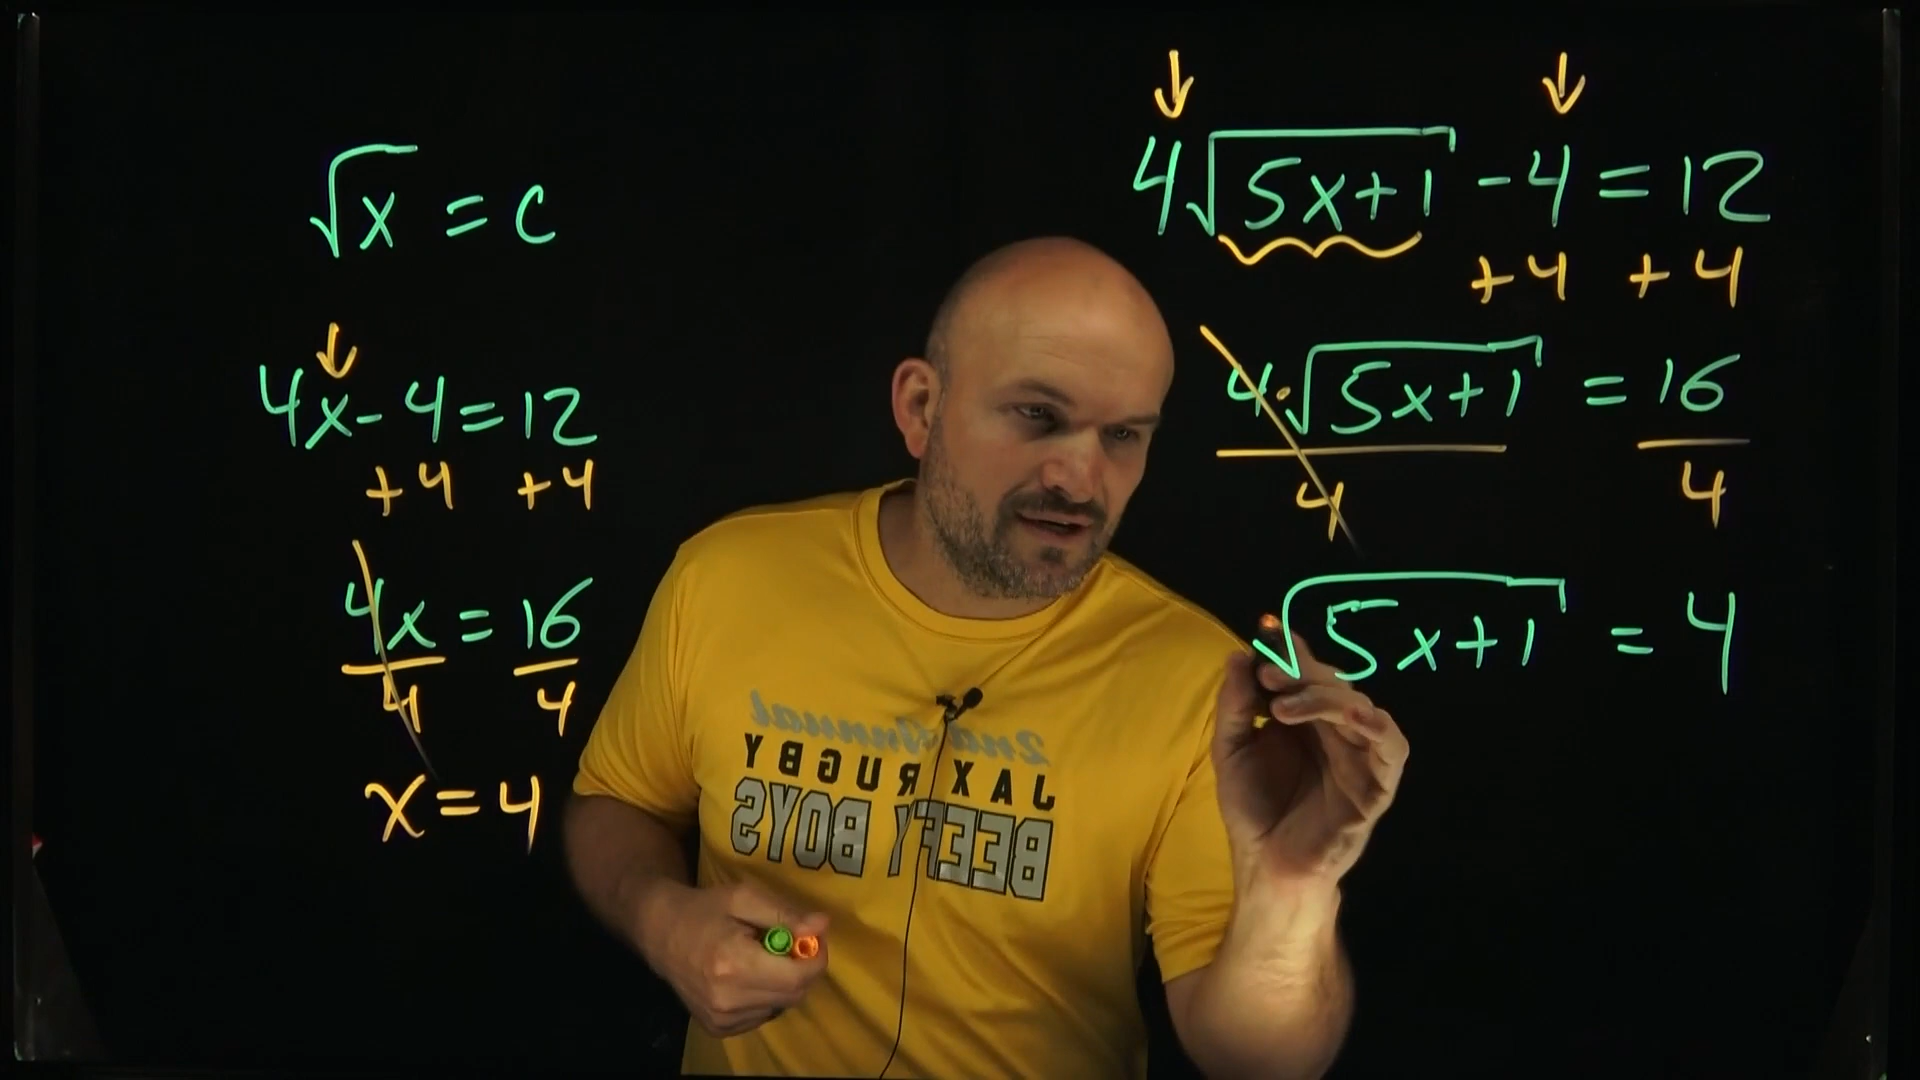 √x = c
4x - 4 = 12
+4 +4
4x = 16
4 4
x = 4
4√5x+1 - 4 = 12
+4 +4
4·√5x+1 = 16
4 4
√5x+1 = 4
2nd Annual
JAX RUGBY
BEEFY BOYS